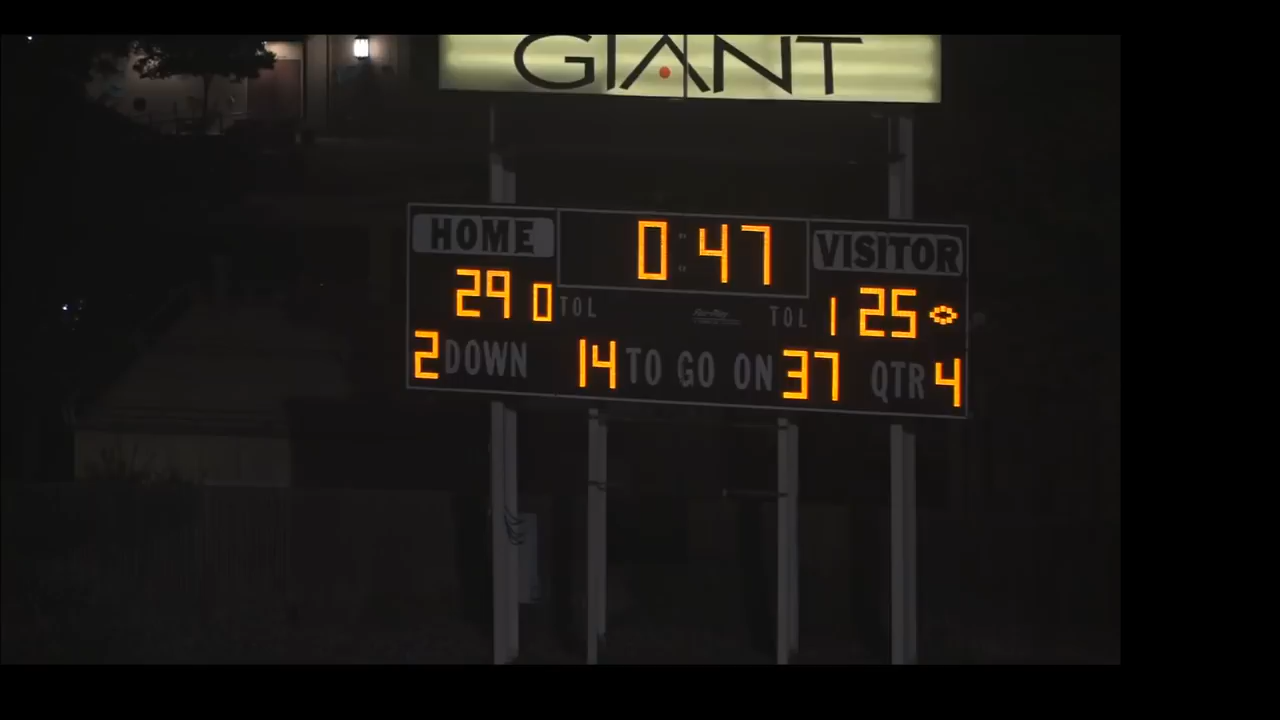 GIANT
HOME 0:47 VISITOR
29 0 TOL TOL 1 25
2 DOWN 14 TO GO ON 37 QTR 4